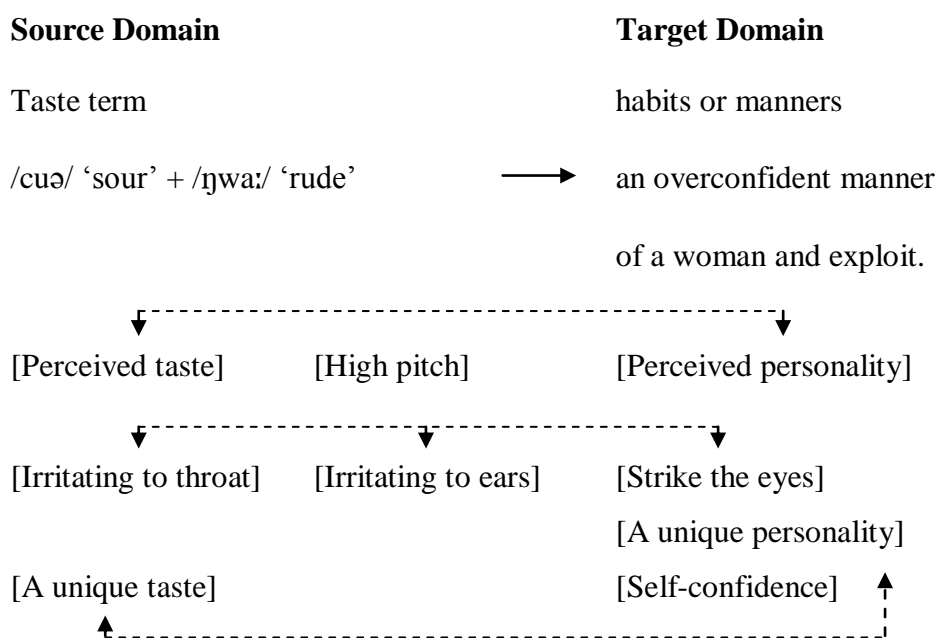 Source Domain Target Domain
Taste term habits or manners
/cuə/ ‘sour’ + /ŋwaː/ ‘rude’ an overconfident manner
of a woman and exploit.
[Perceived taste] [High pitch] [Perceived personality]
[Irritating to throat] [Irritating to ears] [Strike the eyes]
[A unique personality]
[A unique taste] [Self-confidence]